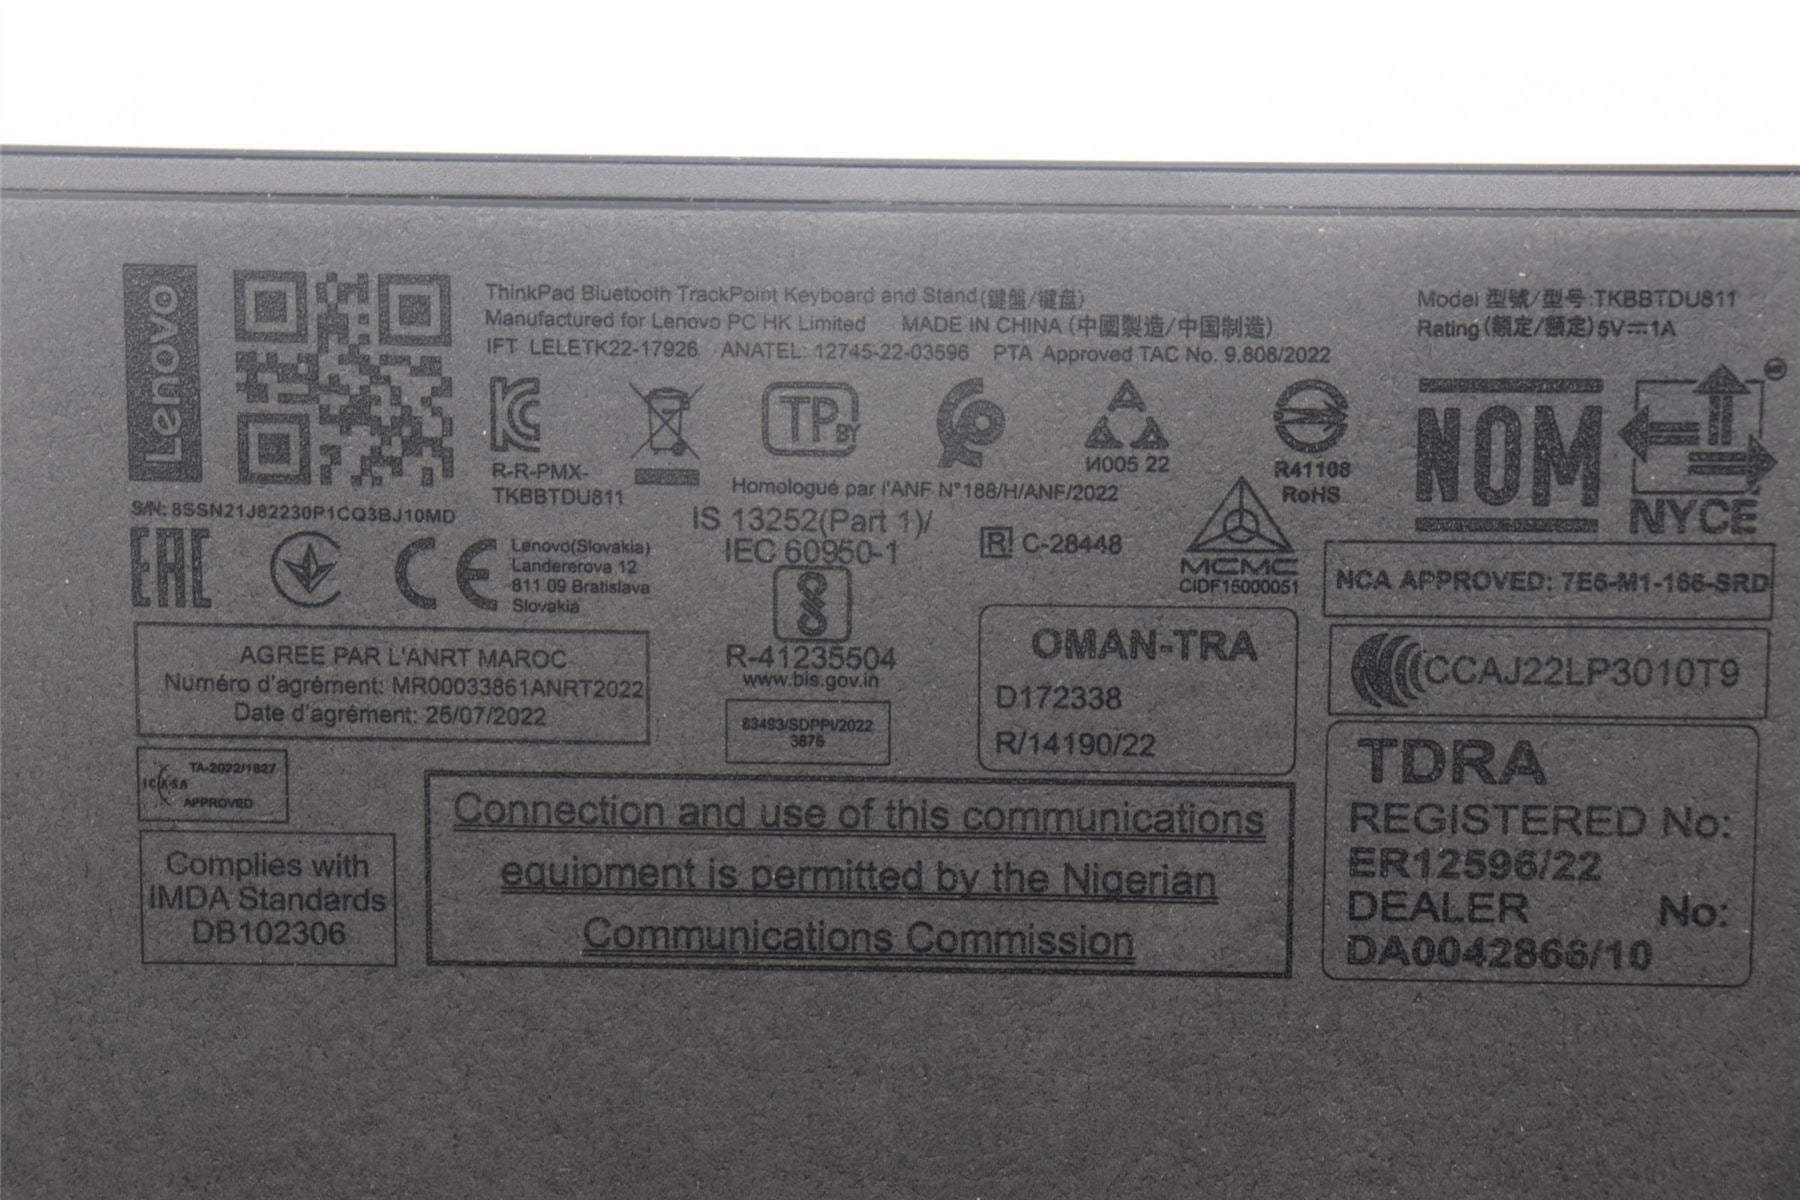 Lenovo
ThinkPad Bluetooth TrackPoint Keyboard and Stand(鍵盤/键盘)
Manufactured for Lenovo PC HK Limited MADE IN CHINA (中國製造/中国制造)
IFT LELETK22-17926 ANATEL: 12745-22-03596 PTA Approved TAC No. 9.808/2022
Model 型號/型号:TKBBTDU811
Rating(額定/额定)5V⎓1A
R-R-PMX-
TKBBTDU811
TP BY
Homologué par l'ANF N°188/H/ANF/2022
И005 22
R41108
RoHS
NOM
NYCE
S/N: 8SSN21J82230P1CQ3BJ10MD
EAC
CE
Lenovo(Slovakia)
Landererova 12
811 09 Bratislava
Slovakia
IS 13252(Part 1)/
IEC 60950-1
R-41235504
www.bis.gov.in
R C-28448
MCMC
CIDF15000051
NCA APPROVED: 7E6-M1-166-SRD
AGREE PAR L'ANRT MAROC
Numéro d'agrément: MR00033861ANRT2022
Date d'agrément: 25/07/2022
83493/SDPPI/2022
3876
OMAN-TRA
D172338
R/14190/22
CCAJ22LP3010T9
TA-2022/1827
ICASA
APPROVED
Complies with
IMDA Standards
DB102306
Connection and use of this communications
equipment is permitted by the Nigerian
Communications Commission
TDRA
REGISTERED No:
ER12596/22
DEALER No:
DA0042866/10